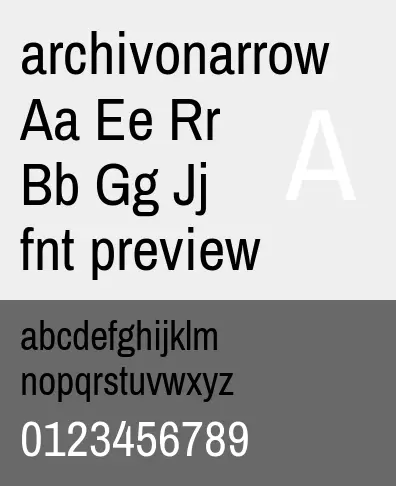 archivonarrow
Aa Ee Rr
A
Bb Gg Jj
fnt preview
abcdefghijklm
nopqrstuvwxyz
0123456789